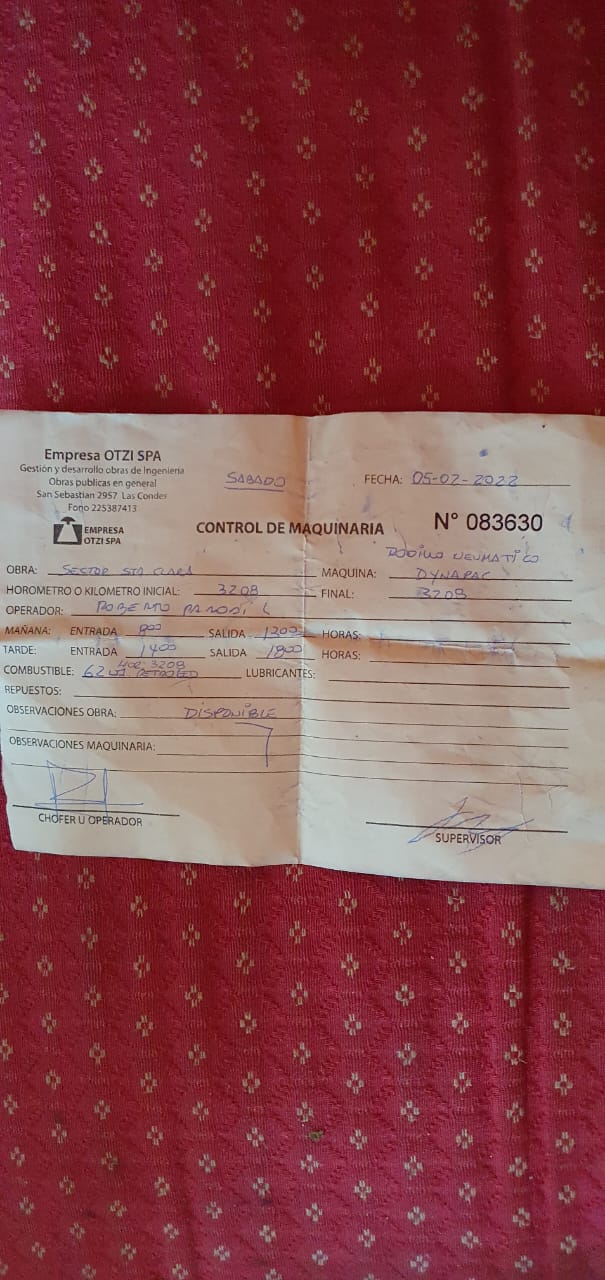 Empresa OTZI SPA
Gestión y desarrollo obras de Ingenieria
Obras publicas en general
San Sebastian 2957 Las Condes
Fono 225387413
EMPRESA
OTZI SPA
SABADO
FECHA: 05-02-2022
CONTROL DE MAQUINARIA
N° 083630
RODILLO NEUMATICO
OBRA: SECTOR STA CLARA MAQUINA: DYNAPAC
HOROMETRO O KILOMETRO INICIAL: 3208 FINAL: 3209
OPERADOR: ROBERTO
MAÑANA: ENTRADA 800 SALIDA 1300 HORAS:
TARDE: ENTRADA 1400 SALIDA 1800 HORAS:
HOR. 3208
COMBUSTIBLE: 62 PETROLEO LUBRICANTES:
REPUESTOS:
OBSERVACIONES OBRA: DISPONIBLE
OBSERVACIONES MAQUINARIA:
CHOFER U OPERADOR
SUPERVISOR